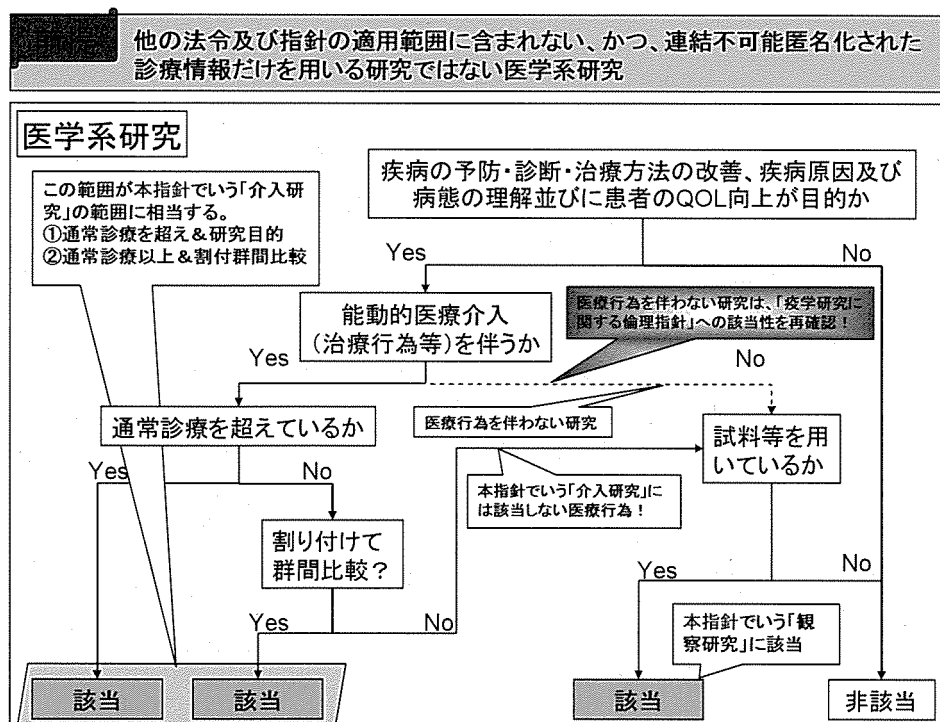 他の法令及び指針の適用範囲に含まれない、かつ、連結不可能匿名化された
診療情報だけを用いる研究ではない医学系研究
医学系研究
この範囲が本指針でいう「介入研
究」の範囲に相当する。
①通常診療を超え&研究目的
②通常診療以上&割付群間比較
疾病の予防・診断・治療方法の改善、疾病原因及び
病態の理解並びに患者のQOL向上が目的か
Yes
No
能動的医療介入
(治療行為等)を伴うか
医療行為を伴わない研究は、「疫学研究に
関する倫理指針」への該当性を再確認!
Yes
No
通常診療を超えているか
医療行為を伴わない研究
試料等を用
いているか
Yes
No
本指針でいう「介入研究」に
は該当しない医療行為!
割り付けて
群間比較?
Yes
No
Yes
No
本指針でいう「観
察研究」に該当
該当
該当
該当
非該当